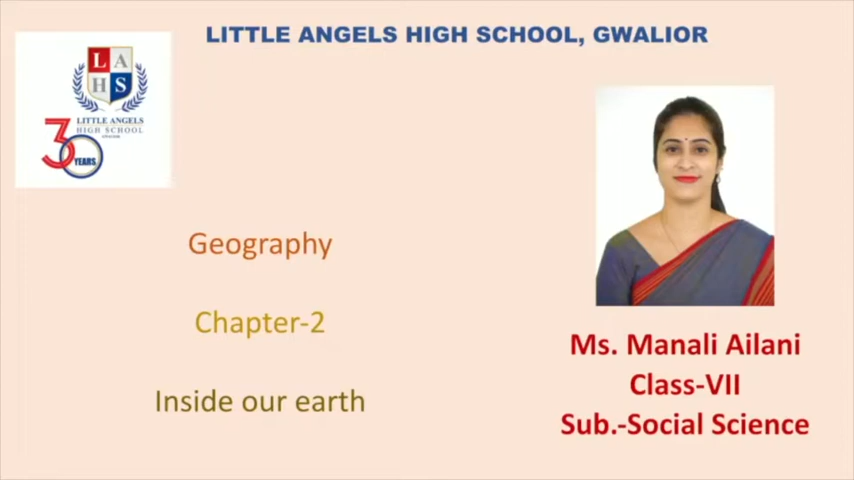 LITTLE ANGELS HIGH SCHOOL, GWALIOR
L A
H S
LITTLE ANGELS
HIGH SCHOOL
30
YEARS
Geography
Chapter-2
Inside our earth
Ms. Manali Ailani
Class-VII
Sub.-Social Science